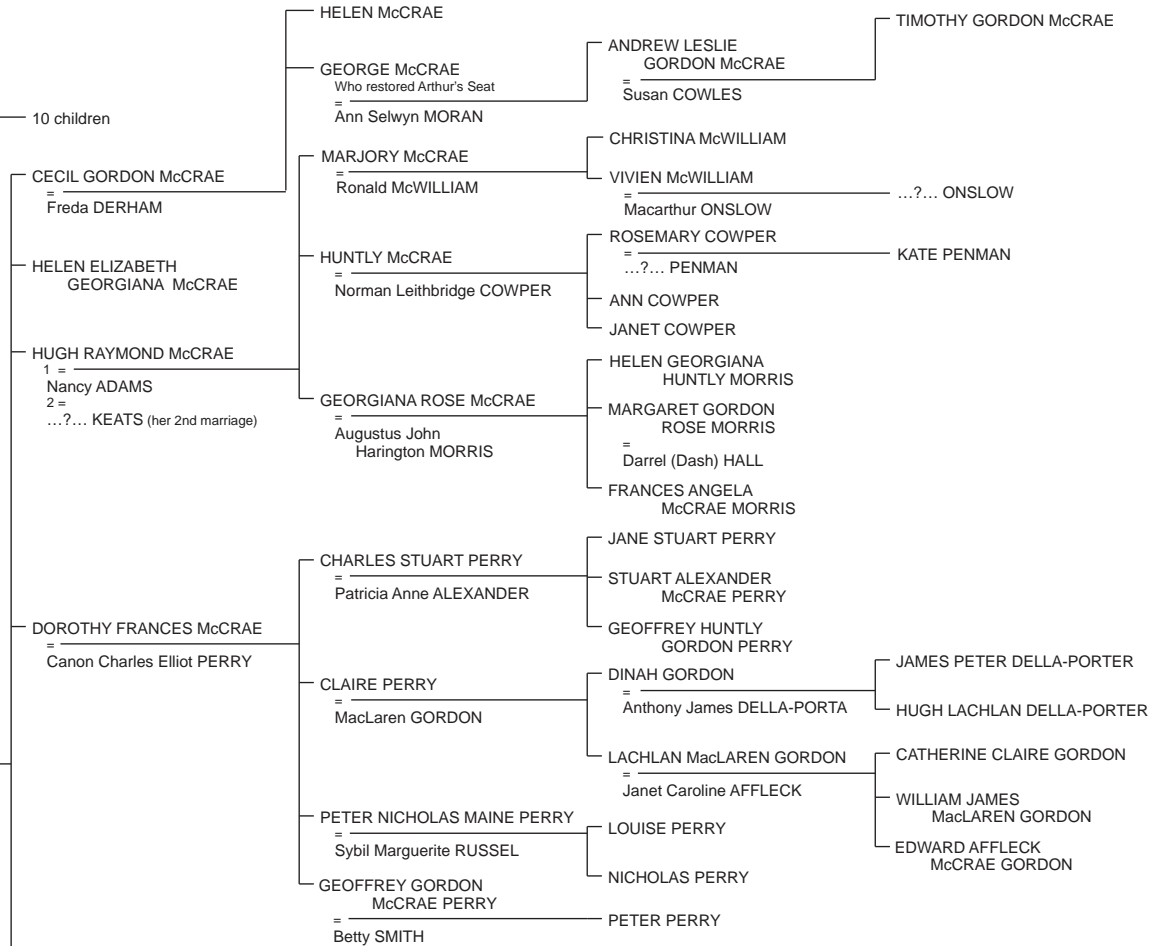 10 children
CECIL GORDON McCRAE
=
Freda DERHAM
HELEN ELIZABETH
GEORGIANA McCRAE
HUGH RAYMOND McCRAE
1 =
Nancy ADAMS
2 =
...?... KEATS (her 2nd marriage)
DOROTHY FRANCES McCRAE
=
Canon Charles Elliot PERRY
HELEN McCRAE
GEORGE McCRAE
Who restored Arthur's Seat
=
Ann Selwyn MORAN
MARJORY McCRAE
=
Ronald McWILLIAM
HUNTLY McCRAE
=
Norman Leithbridge COWPER
GEORGIANA ROSE McCRAE
=
Augustus John
Harington MORRIS
CHARLES STUART PERRY
=
Patricia Anne ALEXANDER
CLAIRE PERRY
=
MacLaren GORDON
PETER NICHOLAS MAINE PERRY
=
Sybil Marguerite RUSSEL
GEOFFREY GORDON
McCRAE PERRY
=
Betty SMITH
ANDREW LESLIE
GORDON McCRAE
=
Susan COWLES
CHRISTINA McWILLIAM
VIVIEN McWILLIAM
=
Macarthur ONSLOW
ROSEMARY COWPER
=
...?... PENMAN
ANN COWPER
JANET COWPER
HELEN GEORGIANA
HUNTLY MORRIS
MARGARET GORDON
ROSE MORRIS
=
Darrel (Dash) HALL
FRANCES ANGELA
McCRAE MORRIS
JANE STUART PERRY
STUART ALEXANDER
McCRAE PERRY
GEOFFREY HUNTLY
GORDON PERRY
DINAH GORDON
=
Anthony James DELLA-PORTA
LACHLAN MacLAREN GORDON
=
Janet Caroline AFFLECK
LOUISE PERRY
NICHOLAS PERRY
PETER PERRY
TIMOTHY GORDON McCRAE
...?... ONSLOW
KATE PENMAN
JAMES PETER DELLA-PORTER
HUGH LACHLAN DELLA-PORTER
CATHERINE CLAIRE GORDON
WILLIAM JAMES
MacLAREN GORDON
EDWARD AFFLECK
McCRAE GORDON